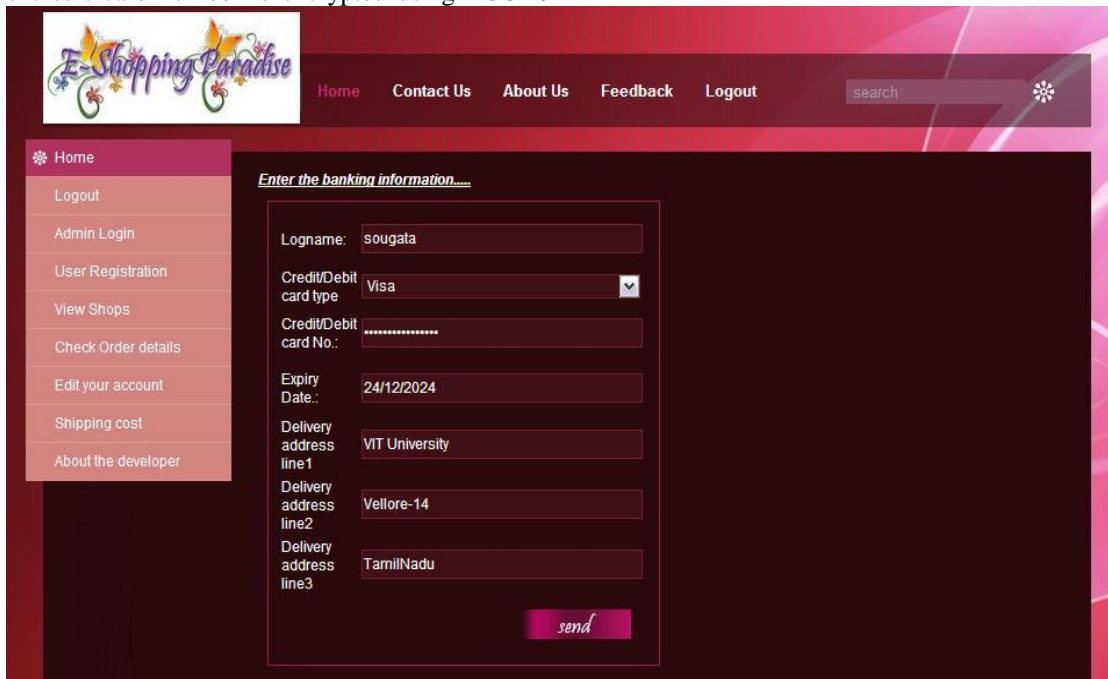 E-Shopping Paradise
Home Contact Us About Us Feedback Logout search
Home
Logout
Admin Login
User Registration
View Shops
Check Order details
Edit your account
Shipping cost
About the developer
Enter the banking information.....
Logname: sougata
Credit/Debit
card type Visa
Credit/Debit
card No.: ••••••••••••••••
Expiry
Date.: 24/12/2024
Delivery
address
line1 VIT University
Delivery
address
line2 Vellore-14
Delivery
address
line3 TamilNadu
send